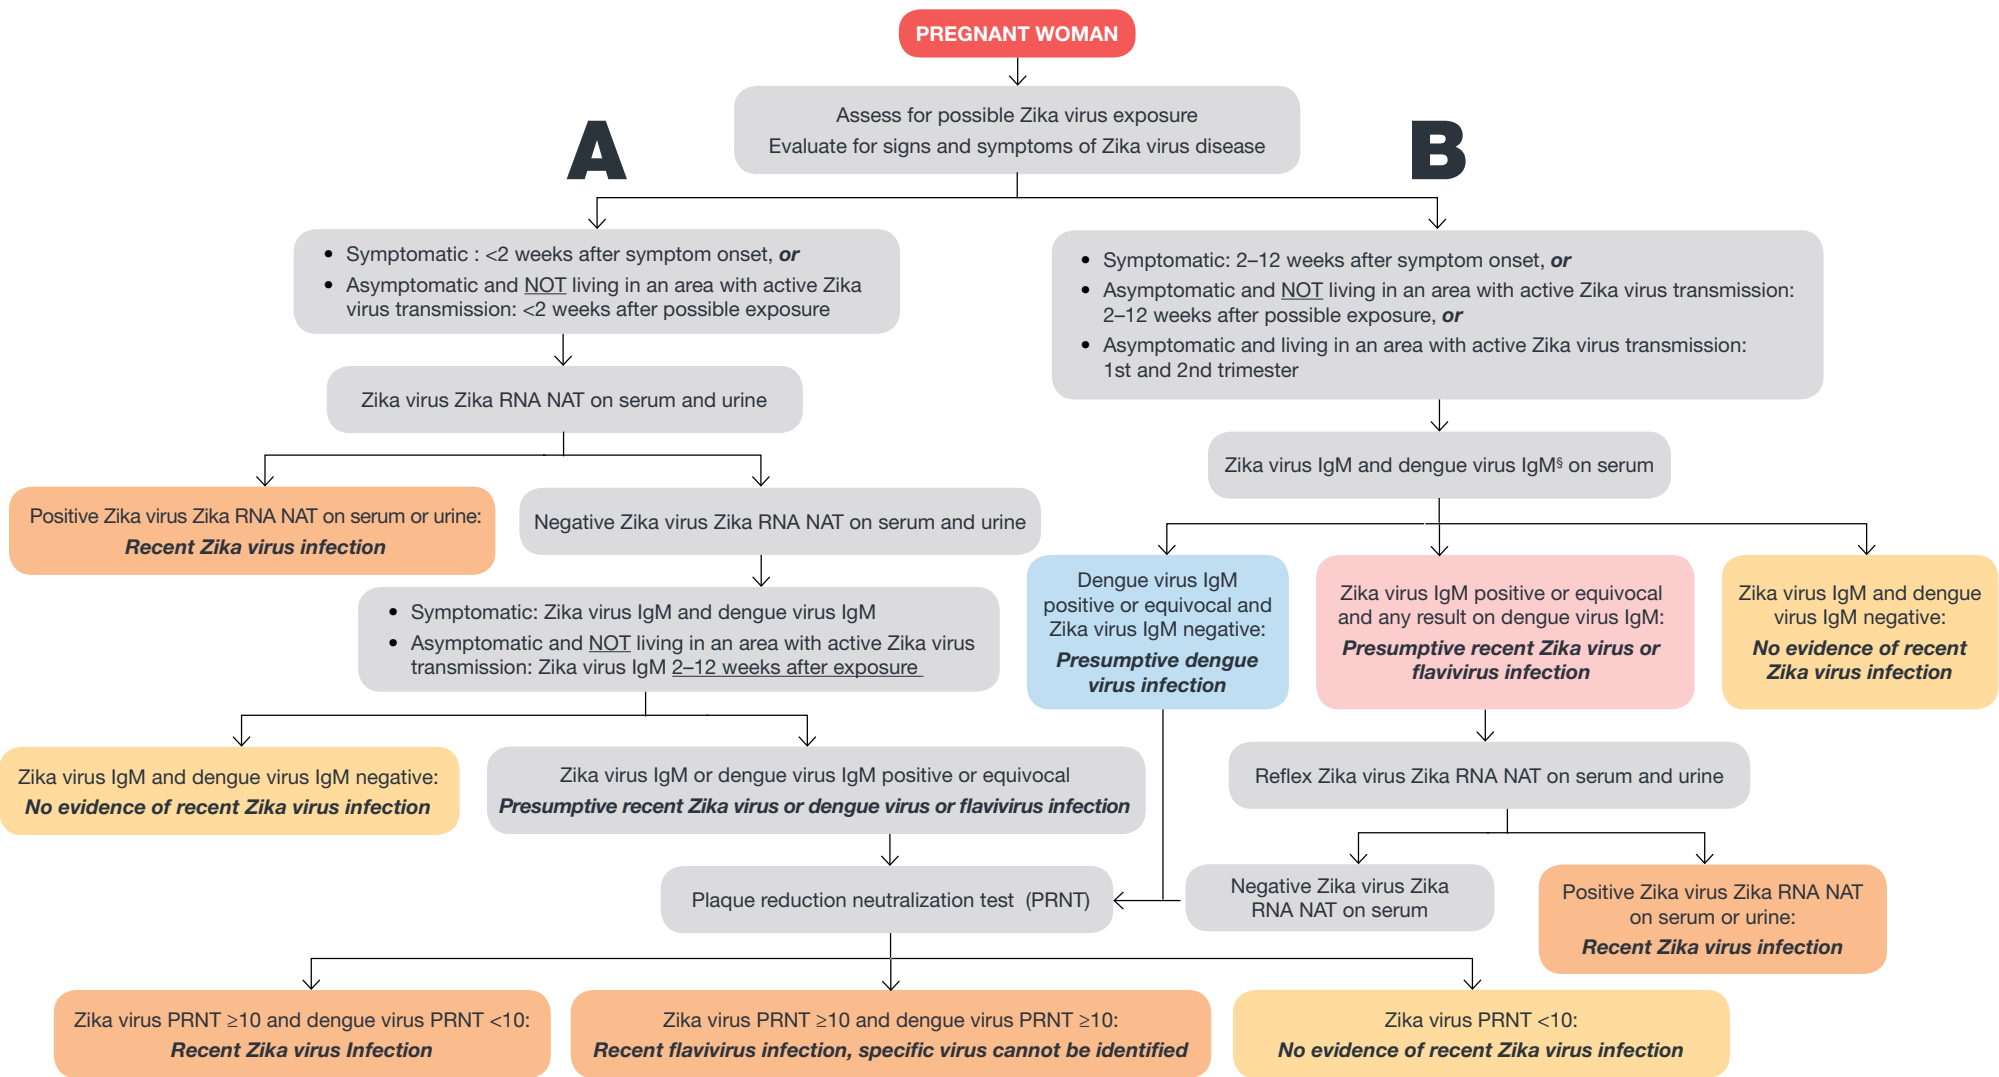 PREGNANT WOMAN
Assess for possible Zika virus exposure
Evaluate for signs and symptoms of Zika virus disease
A
B
• Symptomatic : <2 weeks after symptom onset, or
• Asymptomatic and NOT living in an area with active Zika
virus transmission: <2 weeks after possible exposure
• Symptomatic: 2–12 weeks after symptom onset, or
• Asymptomatic and NOT living in an area with active Zika virus transmission:
2–12 weeks after possible exposure, or
• Asymptomatic and living in an area with active Zika virus transmission:
1st and 2nd trimester
Zika virus Zika RNA NAT on serum and urine
Zika virus IgM and dengue virus IgM§ on serum
Positive Zika virus Zika RNA NAT on serum or urine:
Recent Zika virus infection
Negative Zika virus Zika RNA NAT on serum and urine
• Symptomatic: Zika virus IgM and dengue virus IgM
• Asymptomatic and NOT living in an area with active Zika virus
transmission: Zika virus IgM 2–12 weeks after exposure
Dengue virus IgM
positive or equivocal and
Zika virus IgM negative:
Presumptive dengue
virus infection
Zika virus IgM positive or equivocal
and any result on dengue virus IgM:
Presumptive recent Zika virus or
flavivirus infection
Zika virus IgM and dengue
virus IgM negative:
No evidence of recent
Zika virus infection
Zika virus IgM and dengue virus IgM negative:
No evidence of recent Zika virus infection
Zika virus IgM or dengue virus IgM positive or equivocal
Presumptive recent Zika virus or dengue virus or flavivirus infection
Reflex Zika virus Zika RNA NAT on serum and urine
Plaque reduction neutralization test (PRNT)
Negative Zika virus Zika
RNA NAT on serum
Positive Zika virus Zika RNA NAT
on serum or urine:
Recent Zika virus infection
Zika virus PRNT ≥10 and dengue virus PRNT <10:
Recent Zika virus Infection
Zika virus PRNT ≥10 and dengue virus PRNT ≥10:
Recent flavivirus infection, specific virus cannot be identified
Zika virus PRNT <10:
No evidence of recent Zika virus infection